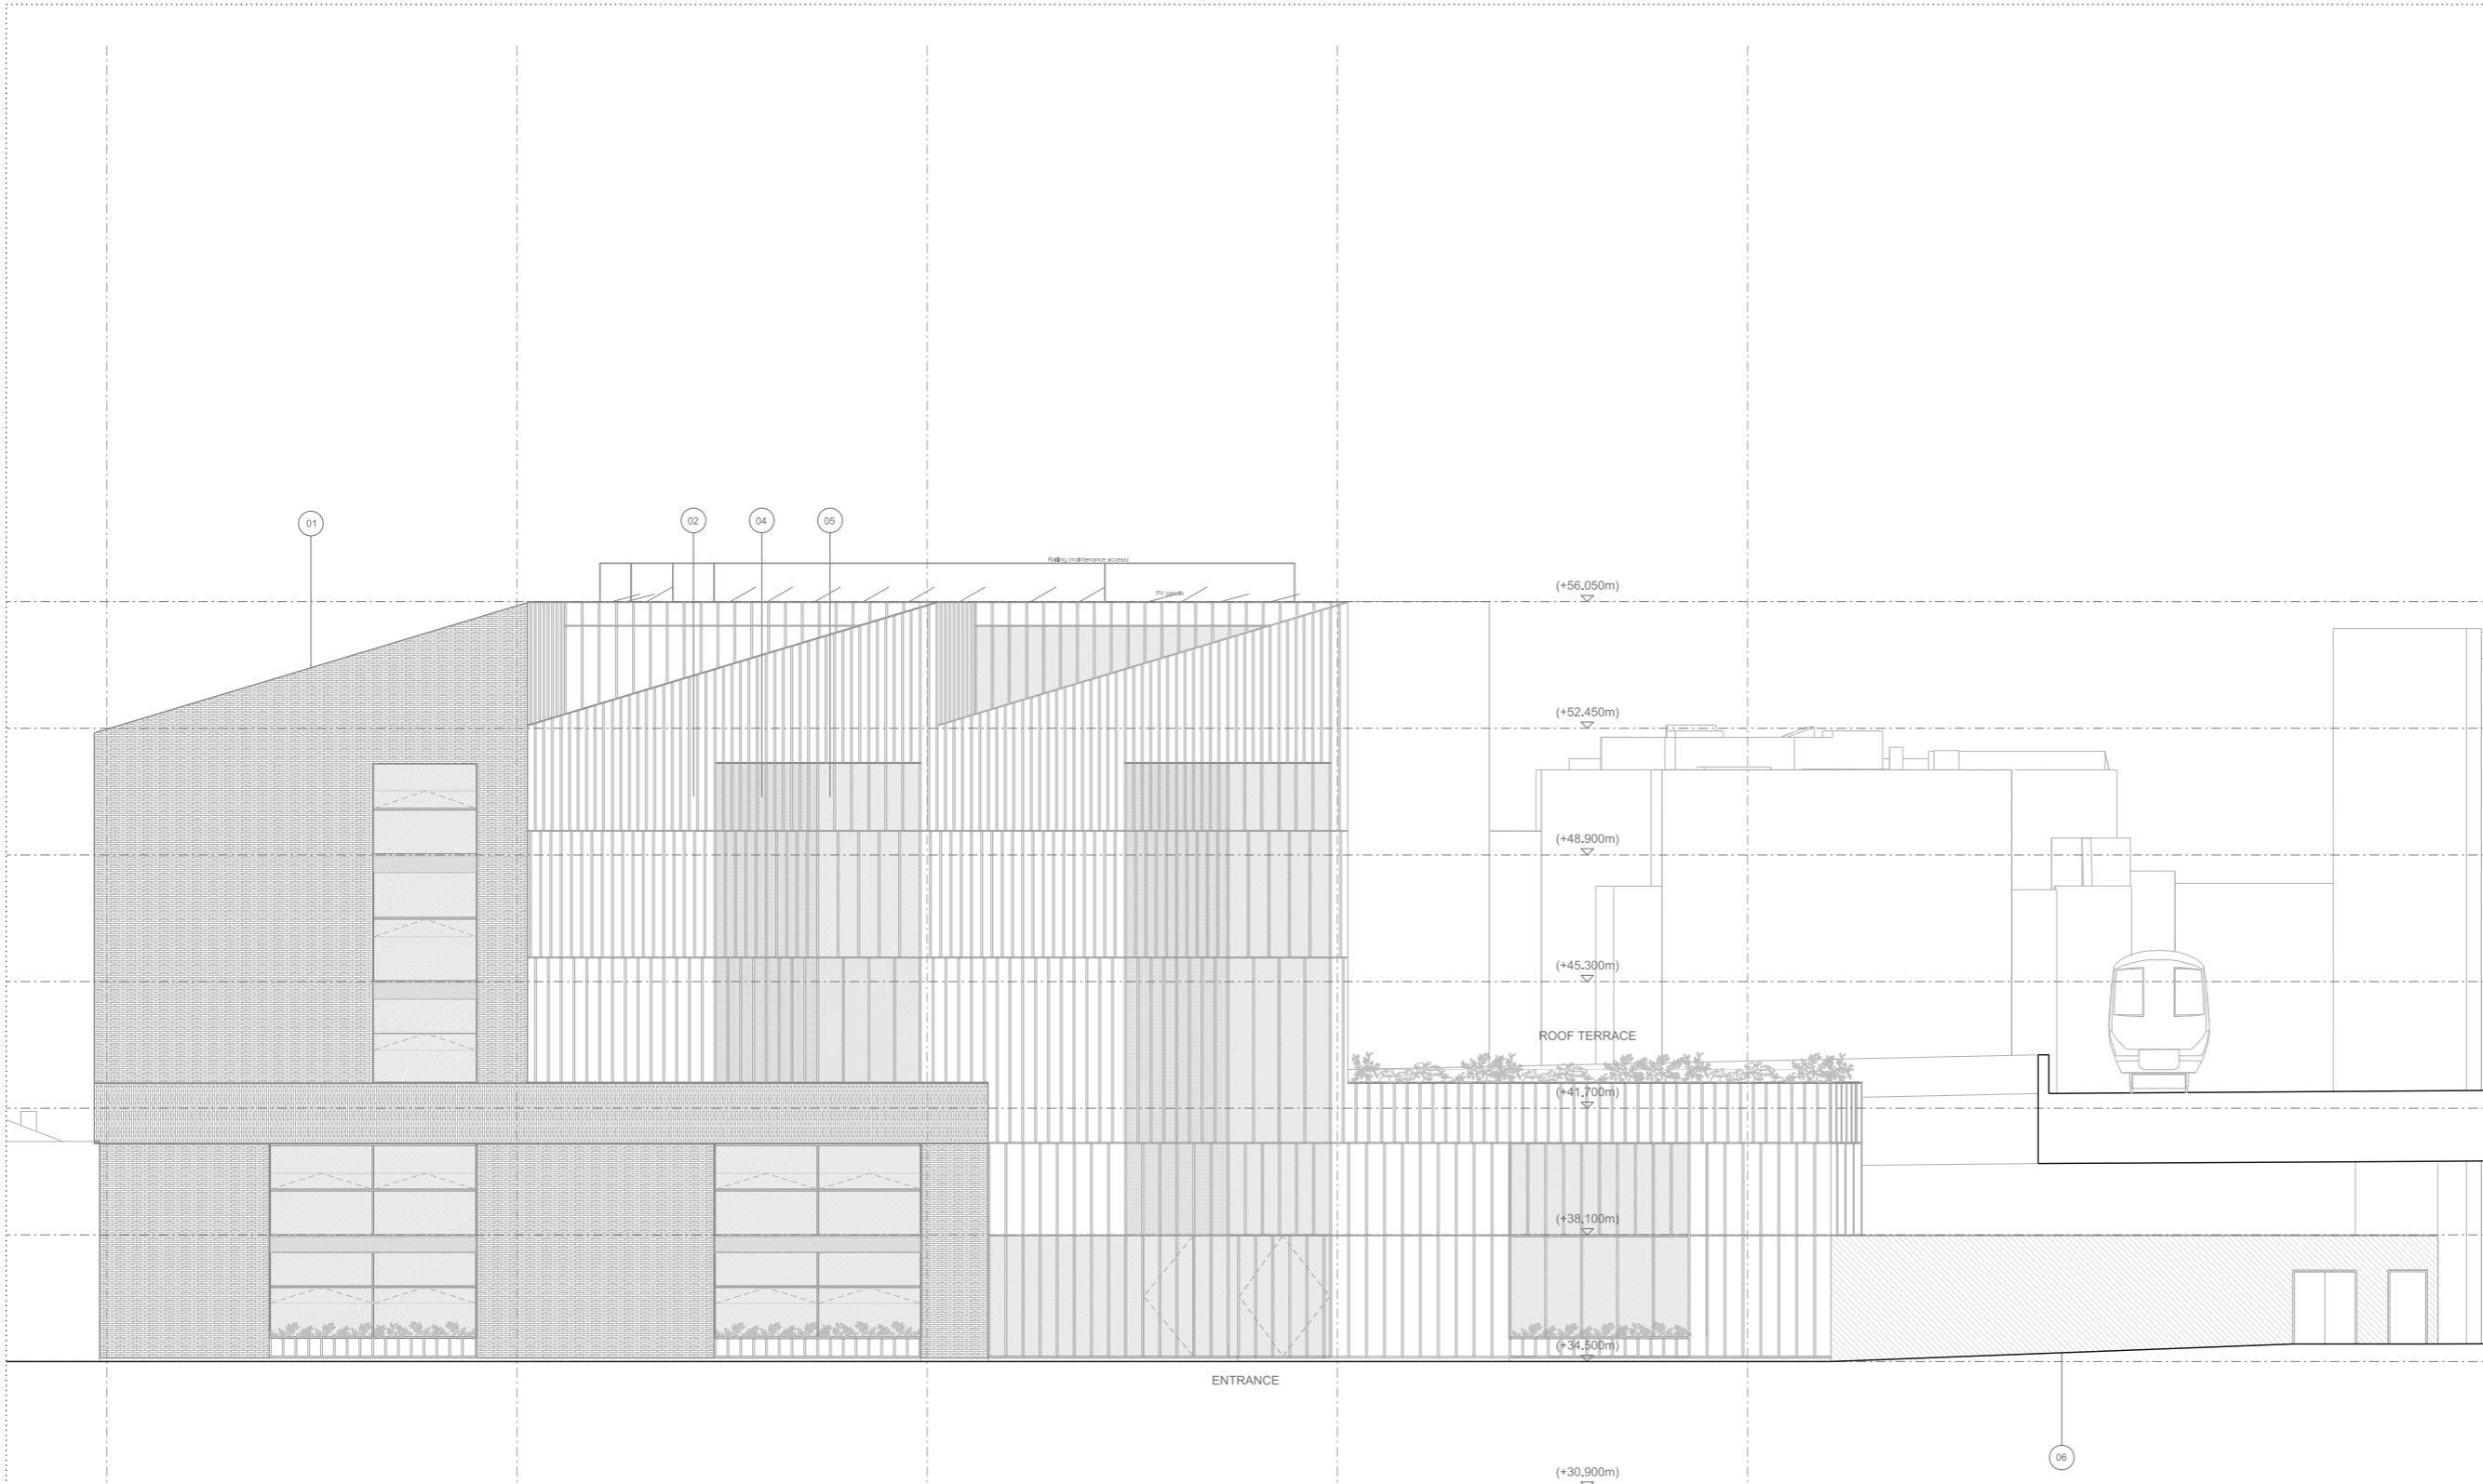 01
02
04
05
Railing (maintenance access)
PV panels
(+56.050m)
(+52.450m)
(+48.900m)
(+45.300m)
ROOF TERRACE
(+41.700m)
(+38.100m)
(+34.500m)
ENTRANCE
06
(+30.900m)